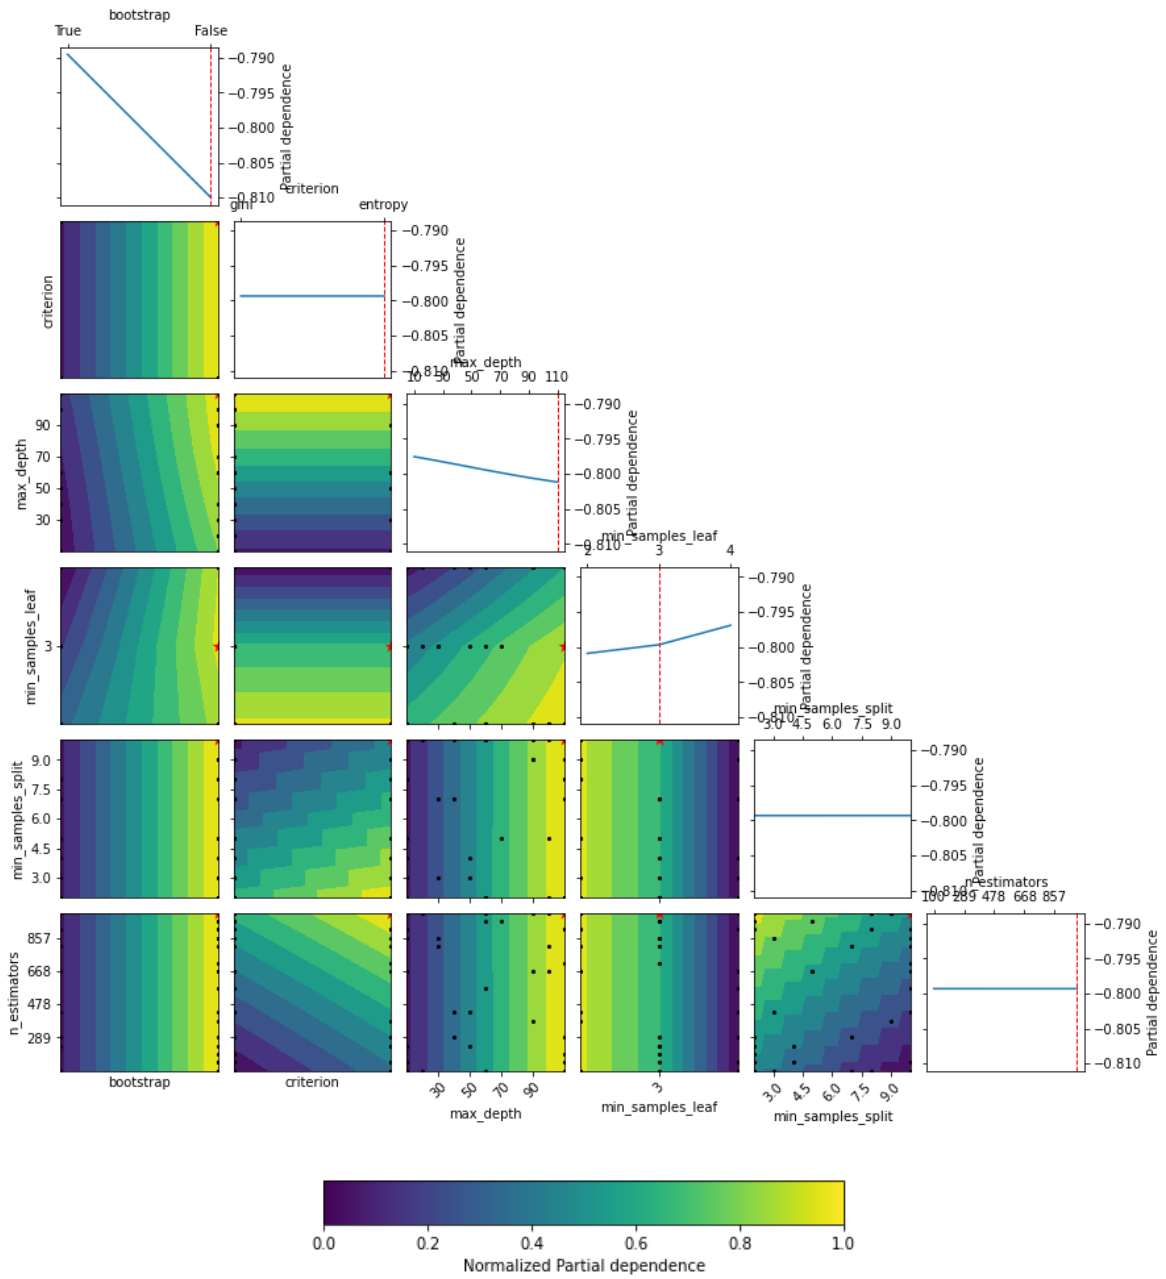 bootstrap
True False
−0.790
−0.795
−0.800
−0.805
−0.810
Partial dependence
criterion
gini entropy
criterion
−0.790
−0.795
−0.800
−0.805
−0.810
Partial dependence
max_depth
10 30 50 70 90 110
max_depth
90
70
50
30
−0.790
−0.795
−0.800
−0.805
−0.810
Partial dependence
min_samples_leaf
2 3 4
min_samples_leaf
3
−0.790
−0.795
−0.800
−0.805
−0.810
Partial dependence
min_samples_split
3.0 4.5 6.0 7.5 9.0
min_samples_split
9.0
7.5
6.0
4.5
3.0
−0.790
−0.795
−0.800
−0.805
−0.810
Partial dependence
n_estimators
100 289 478 668 857
n_estimators
857
668
478
289
−0.790
−0.795
−0.800
−0.805
−0.810
Partial dependence
bootstrap
criterion
30 50 70 90
max_depth
3
min_samples_leaf
3.0 4.5 6.0 7.5 9.0
min_samples_split
0.0 0.2 0.4 0.6 0.8 1.0
Normalized Partial dependence